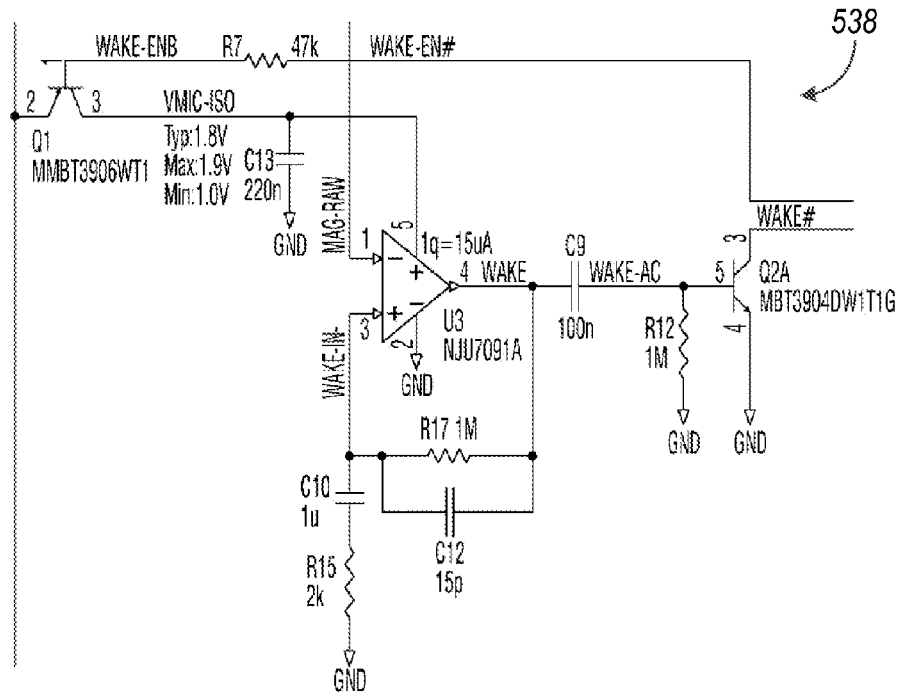 538
WAKE-ENB
R7
47k
WAKE-EN#
2
3
VMIC-ISO
Q1
MMBT3906WT1
Typ:1.8V
Max:1.9V
Min:1.0V
C13
220n
GND
MAG-RAW
1
5
1q=15uA
-
+
4
WAKE
C9
100n
WAKE-AC
WAKE#
3
5
Q2A
MBT3904DW1T1G
4
+
-
3
2
U3
NJU7091A
GND
WAKE-IN-
R12
1M
GND
GND
R17 1M
C10
1u
C12
15p
R15
2k
GND